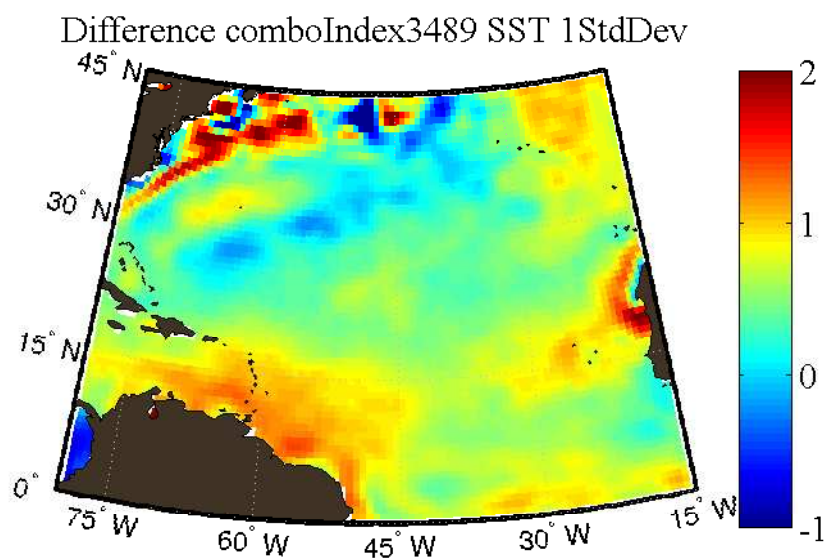 Difference comboIndex3489 SST 1StdDev
45° N
30° N
15° N
0°
75° W
60° W
45° W
30° W
15° W
2
1
0
-1